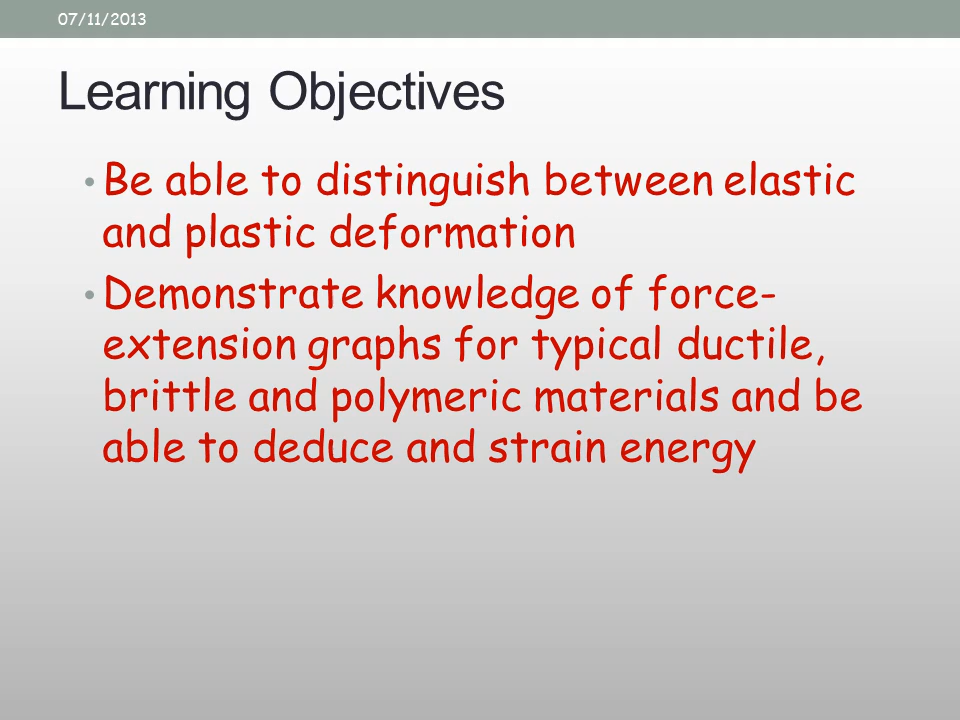 07/11/2013
Learning Objectives
• Be able to distinguish between elastic
and plastic deformation
• Demonstrate knowledge of force-
extension graphs for typical ductile,
brittle and polymeric materials and be
able to deduce and strain energy